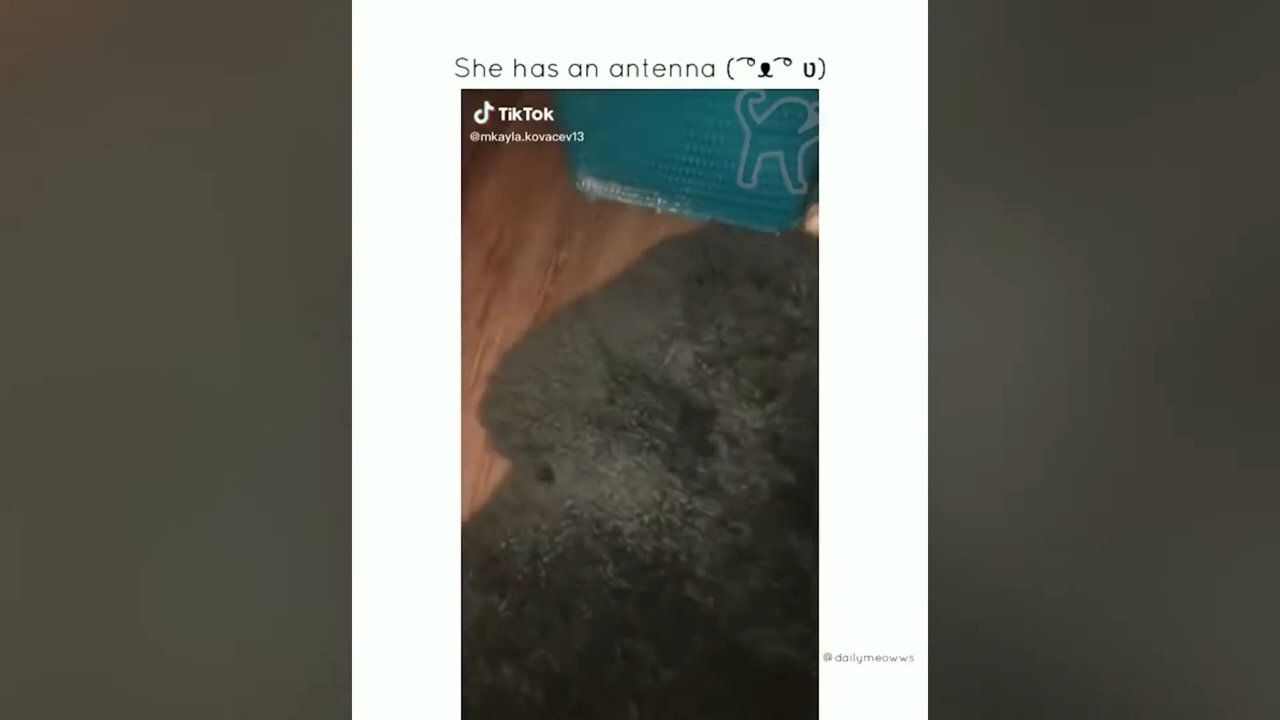 She has an antenna ( ͡° ᴥ ͡° ʋ)
TikTok
@mkayla.kovacev13
@dailymeowws